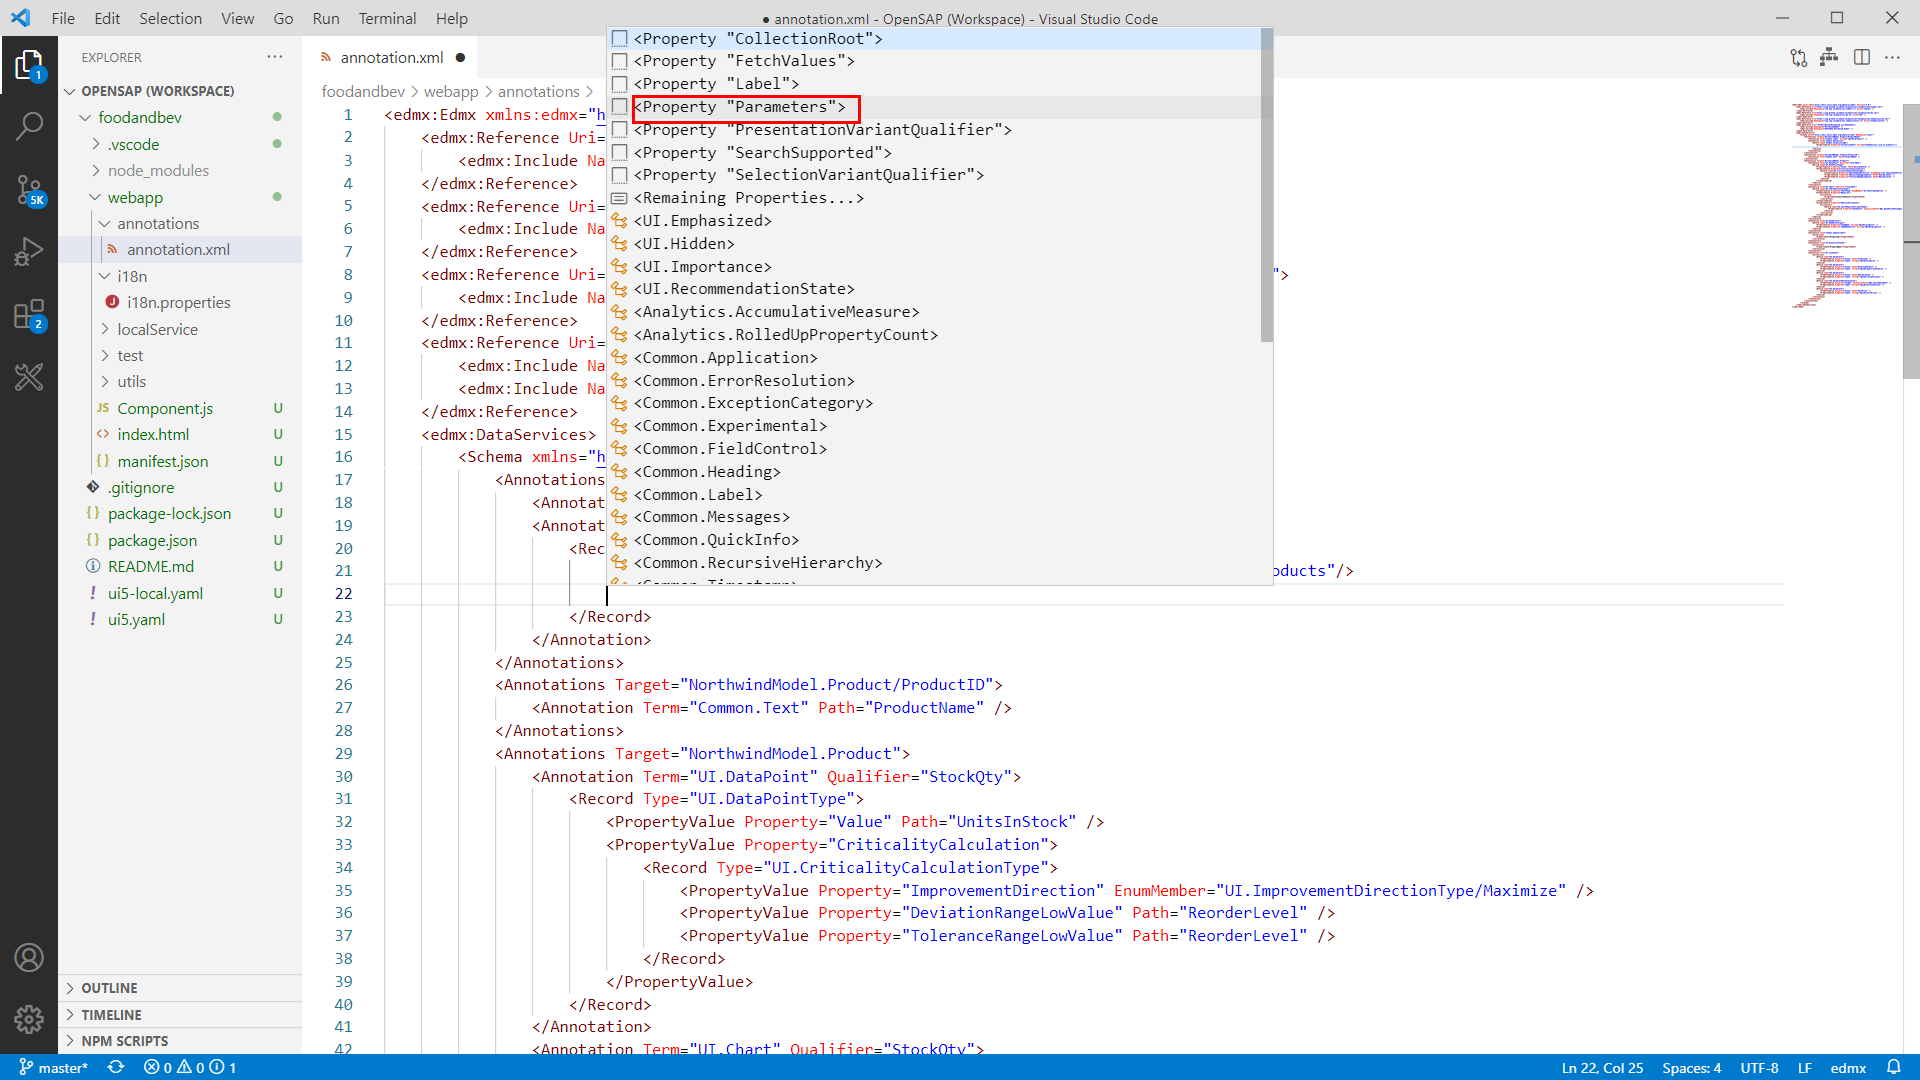 File Edit Selection View Go Run Terminal Help
● annotation.xml - OpenSAP (Workspace) - Visual Studio Code
EXPLORER
OPENSAP (WORKSPACE)
foodandbev
.vscode
node_modules
webapp
annotations
annotation.xml
i18n
i18n.properties
localService
test
utils
JS Component.js U
<> index.html U
{} manifest.json U
.gitignore U
{} package-lock.json U
{} package.json U
README.md U
! ui5-local.yaml U
! ui5.yaml U
OUTLINE
TIMELINE
NPM SCRIPTS
1
5K
2
annotation.xml ●
foodandbev > webapp > annotations >
<Property "CollectionRoot">
<Property "FetchValues">
<Property "Label">
<Property "Parameters">
<Property "PresentationVariantQualifier">
<Property "SearchSupported">
<Property "SelectionVariantQualifier">
<Remaining Properties...>
<UI.Emphasized>
<UI.Hidden>
<UI.Importance>
<UI.RecommendationState>
<Analytics.AccumulativeMeasure>
<Analytics.RolledUpPropertyCount>
<Common.Application>
<Common.ErrorResolution>
<Common.ExceptionCategory>
<Common.Experimental>
<Common.FieldControl>
<Common.Heading>
<Common.Label>
<Common.Messages>
<Common.QuickInfo>
<Common.RecursiveHierarchy>
<Common.Timestamp>
1 <edmx:Edmx xmlns:edmx="h
2 <edmx:Reference Uri=
3 <edmx:Include Na
4 </edmx:Reference>
5 <edmx:Reference Uri=
6 <edmx:Include Na
7 </edmx:Reference>
8 <edmx:Reference Uri= ">
9 <edmx:Include Na
10 </edmx:Reference>
11 <edmx:Reference Uri=
12 <edmx:Include Na
13 <edmx:Include Na
14 </edmx:Reference>
15 <edmx:DataServices>
16 <Schema xmlns="h
17 <Annotations
18 <Annotat
19 <Annotat
20 <Rec
21 oducts"/>
22
23 </Record>
24 </Annotation>
25 </Annotations>
26 <Annotations Target="NorthwindModel.Product/ProductID">
27 <Annotation Term="Common.Text" Path="ProductName" />
28 </Annotations>
29 <Annotations Target="NorthwindModel.Product">
30 <Annotation Term="UI.DataPoint" Qualifier="StockQty">
31 <Record Type="UI.DataPointType">
32 <PropertyValue Property="Value" Path="UnitsInStock" />
33 <PropertyValue Property="CriticalityCalculation">
34 <Record Type="UI.CriticalityCalculationType">
35 <PropertyValue Property="ImprovementDirection" EnumMember="UI.ImprovementDirectionType/Maximize" />
36 <PropertyValue Property="DeviationRangeLowValue" Path="ReorderLevel" />
37 <PropertyValue Property="ToleranceRangeLowValue" Path="ReorderLevel" />
38 </Record>
39 </PropertyValue>
40 </Record>
41 </Annotation>
42 <Annotation Term="UI.Chart" Qualifier="StockQty">
master* 0 0 1 Ln 22, Col 25 Spaces: 4 UTF-8 LF edmx